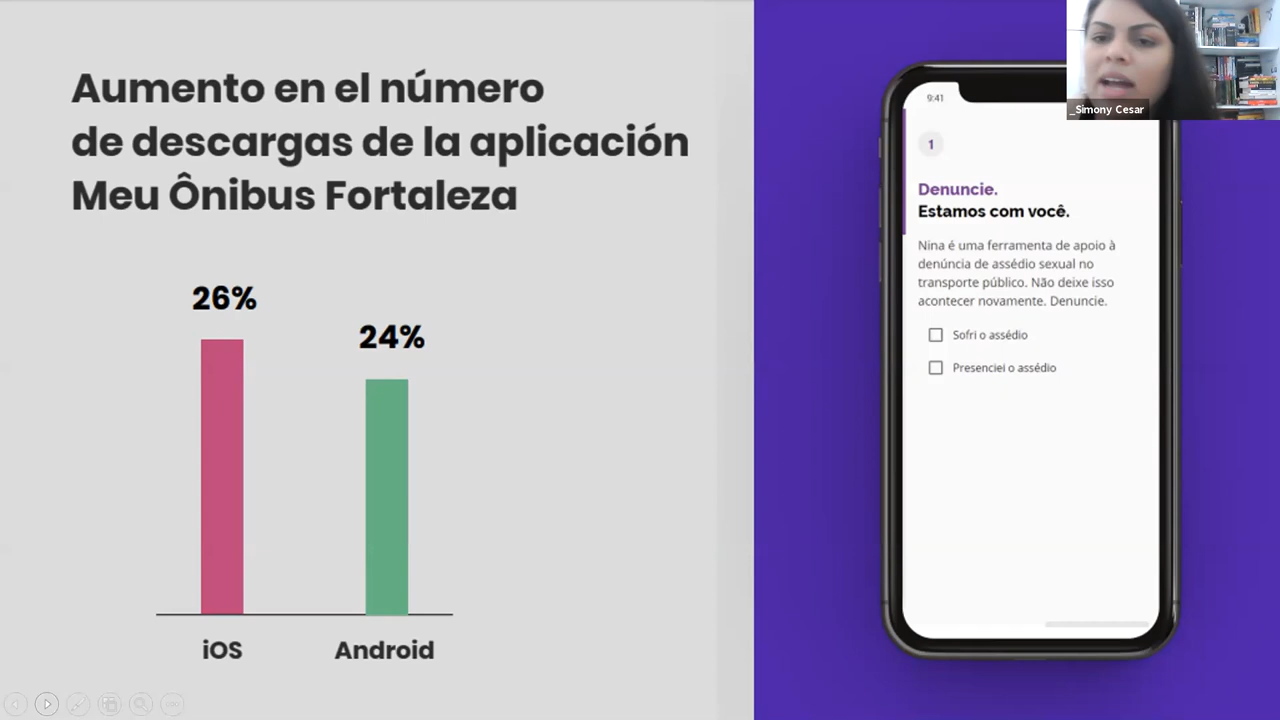 Aumento en el número
de descargas de la aplicación
Meu Ônibus Fortaleza
26%
24%
iOS
Android
9:41
1
Denuncie.
Estamos com você.
Nina é uma ferramenta de apoio à
denúncia de assédio sexual no
transporte público. Não deixe isso
acontecer novamente. Denuncie.
Sofri o assédio
Presenciei o assédio
_Simony Cesar